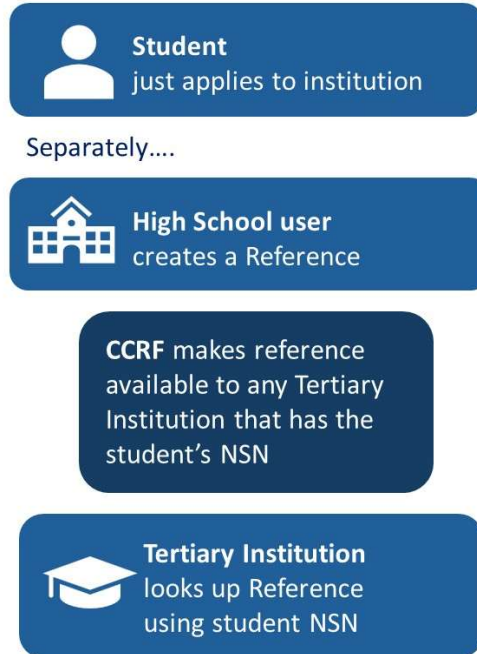 Student
just applies to institution
Separately....
High School user
creates a Reference
CCRF makes reference
available to any Tertiary
Institution that has the
student's NSN
Tertiary Institution
looks up Reference
using student NSN